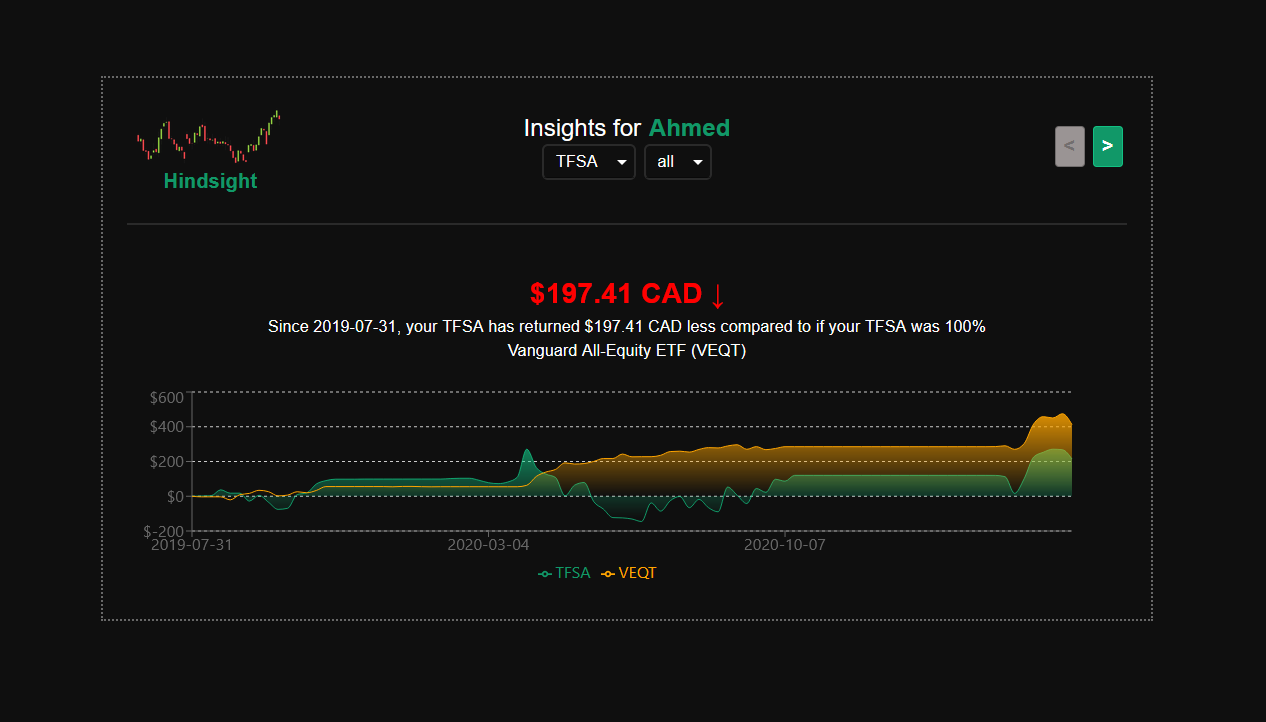 Insights for Ahmed
TFSA
all
<
>
Hindsight
$197.41 CAD ↓
Since 2019-07-31, your TFSA has returned $197.41 CAD less compared to if your TFSA was 100%
Vanguard All-Equity ETF (VEQT)
$600
$400
$200
$0
$-200
2019-07-31
2020-03-04
2020-10-07
TFSA
VEQT